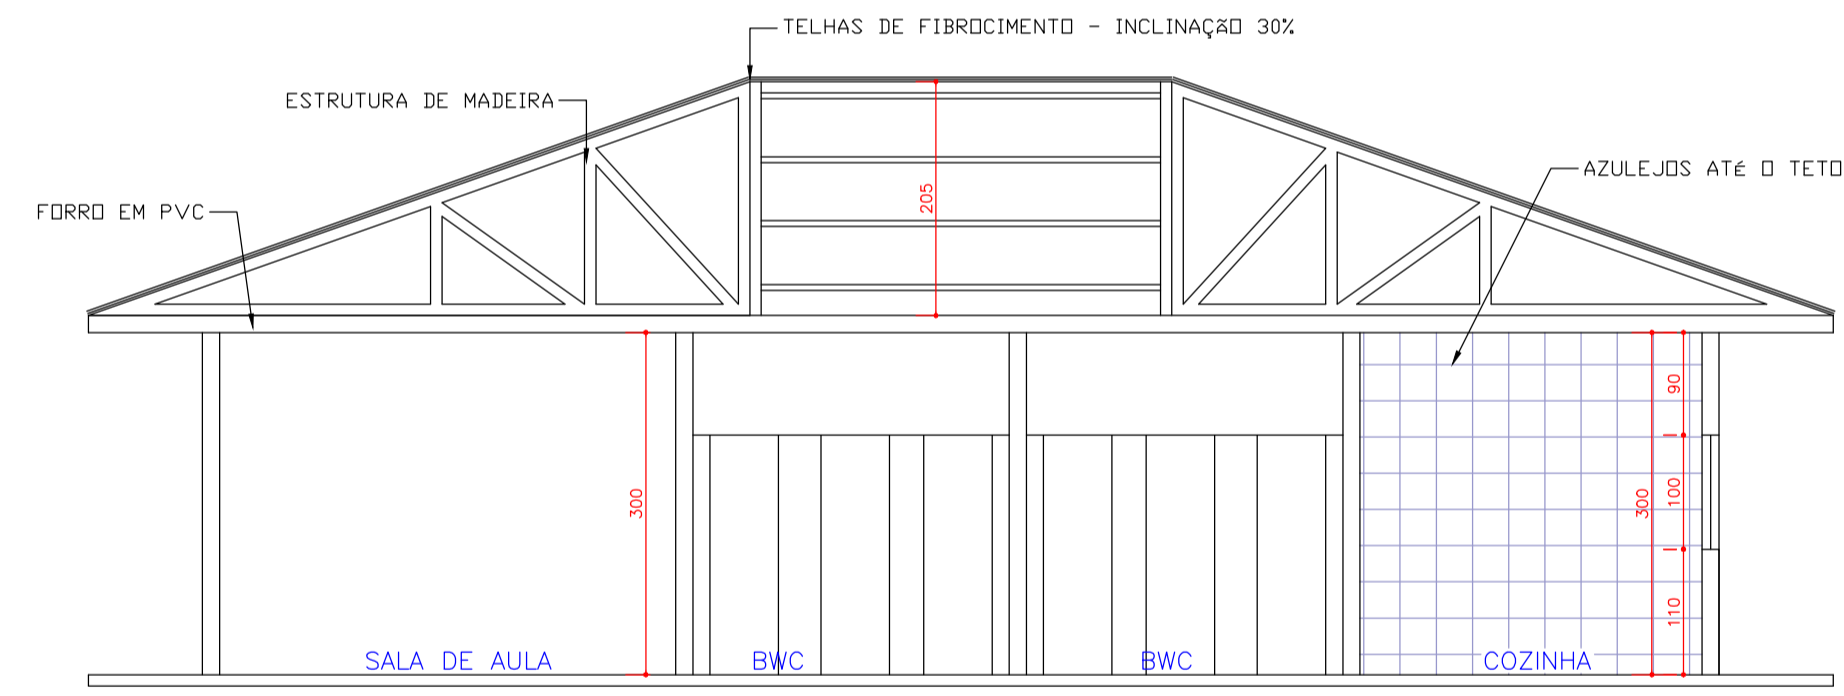 TELHAS DE FIBROCIMENTO - INCLINAÇÃO 30%
ESTRUTURA DE MADEIRA
AZULEJOS ATÉ O TETO
FORRO EM PVC
205
300
300
90
100
110
SALA DE AULA
BWC
BWC
COZINHA